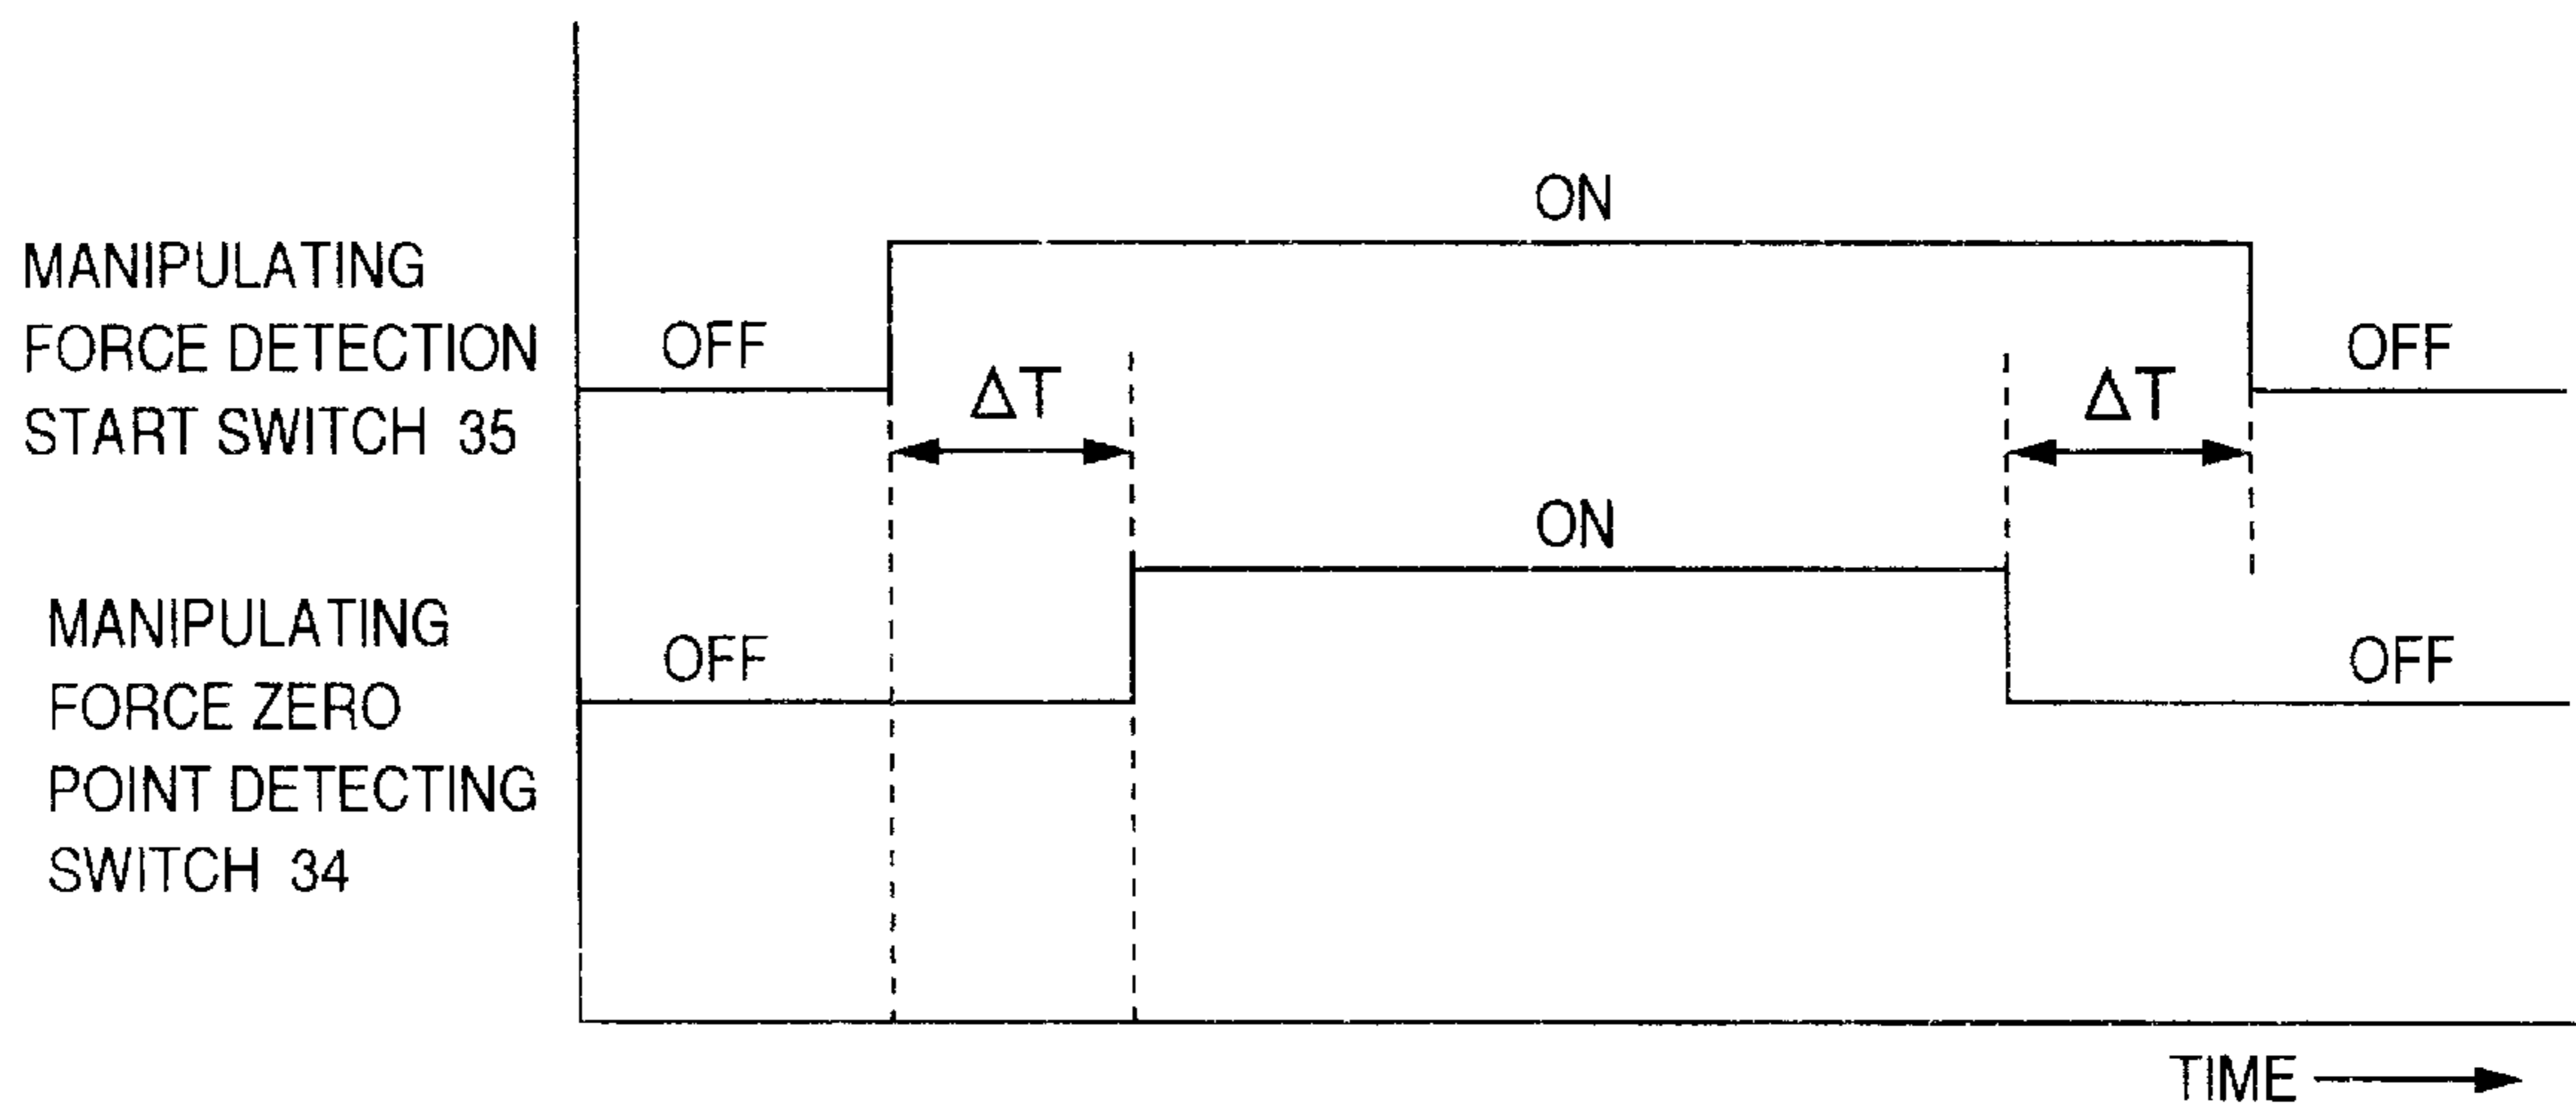 ON
MANIPULATING
FORCE DETECTION
START SWITCH 35
OFF
OFF
ΔT
ΔT
ON
MANIPULATING
FORCE ZERO
POINT DETECTING
SWITCH 34
OFF
OFF
TIME